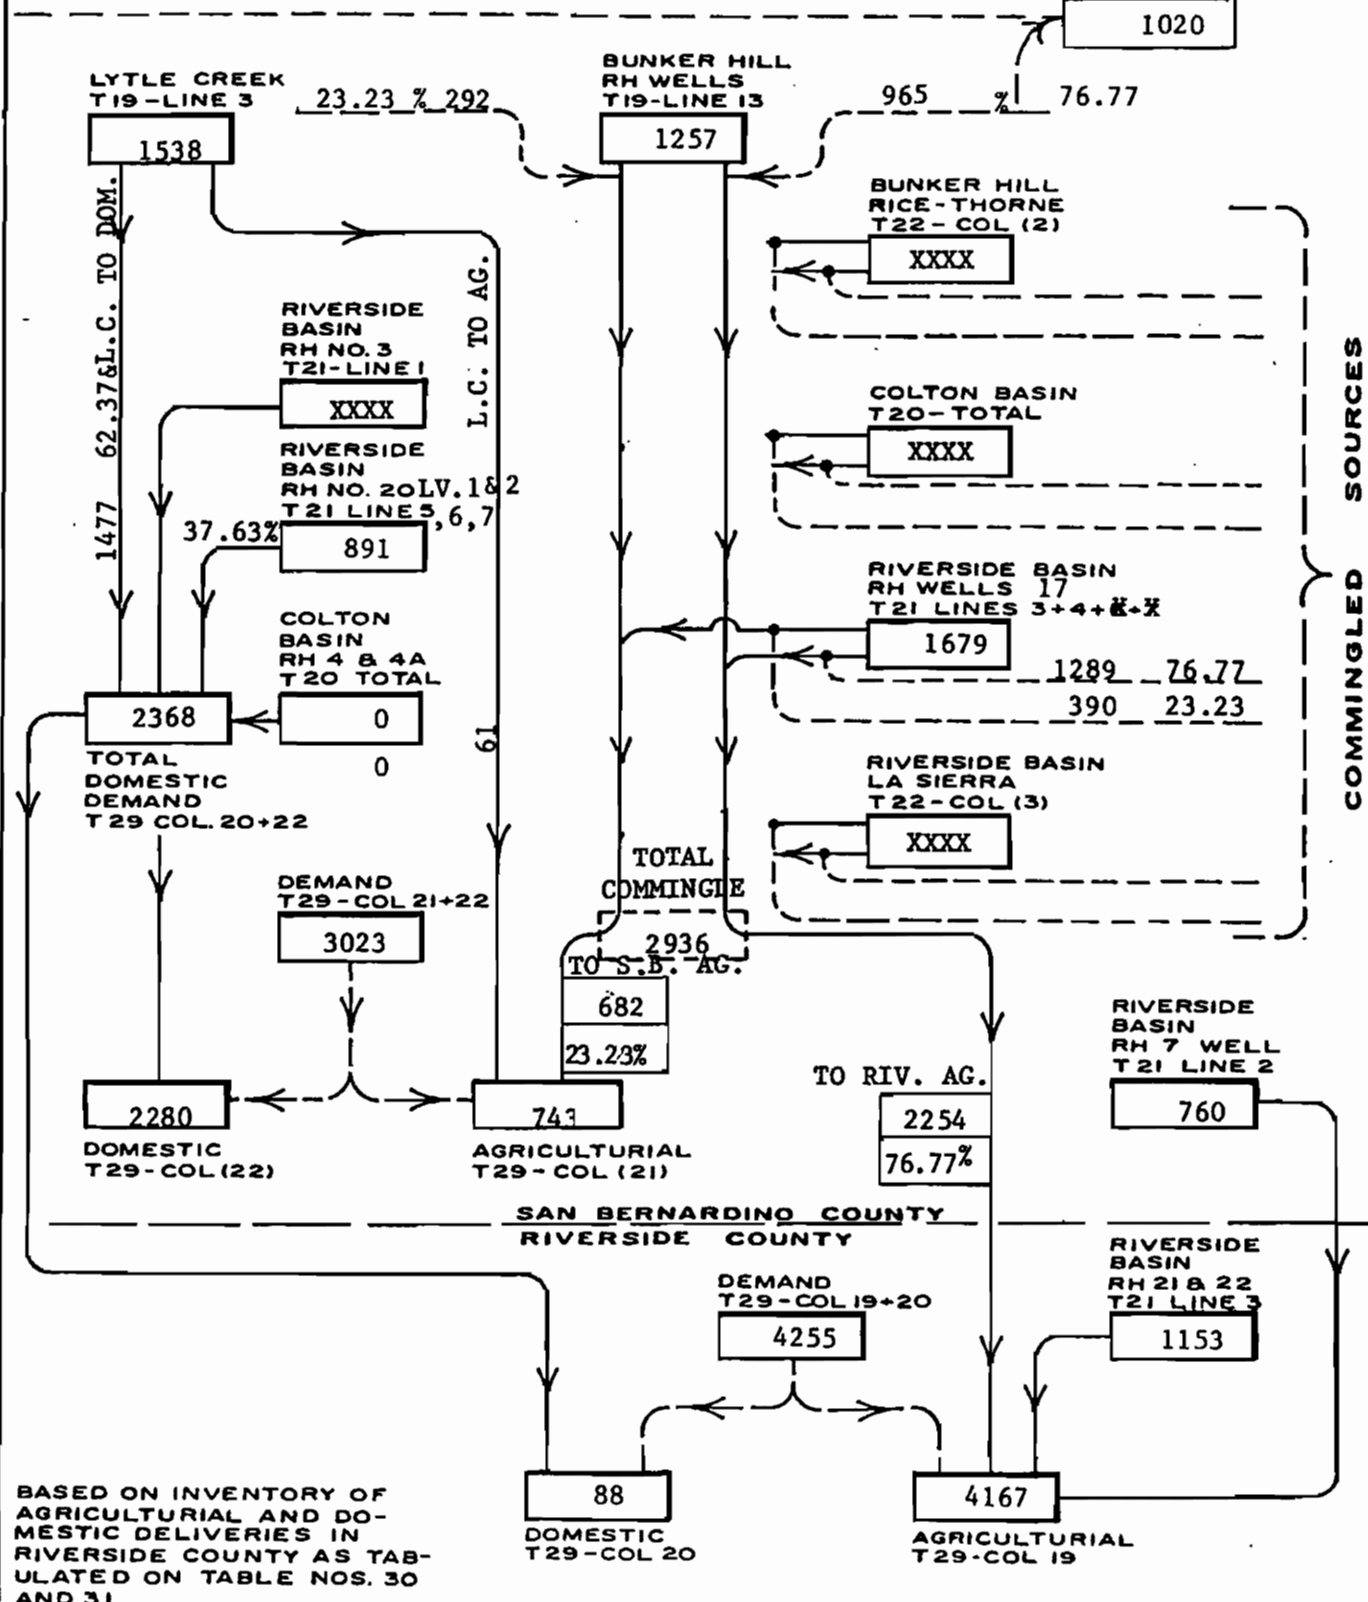 1020
LYTLE CREEK
T19-LINE 3
1538
23.23 % 292
BUNKER HILL
RH WELLS
T19-LINE 13
1257
965 % 76.77
BUNKER HILL
RICE-THORNE
T22-COL (2)
XXXX
1477 62.37&L.C. TO DOM.
L.C. TO AG.
61
RIVERSIDE
BASIN
RH NO. 3
T21-LINE 1
XXXX
RIVERSIDE
BASIN
RH NO. 20LV.1&2
T21 LINE5,6,7
37.63%
891
COLTON
BASIN
RH 4 & 4A
T20 TOTAL
0
0
2368
TOTAL
DOMESTIC
DEMAND
T29 COL. 20+22
COLTON BASIN
T20-TOTAL
XXXX
RIVERSIDE BASIN
RH WELLS 17
T21 LINES 3+4+
1679
1289 76.77
390 23.23
RIVERSIDE BASIN
LA SIERRA
T22-COL (3)
XXXX
COMMINGLED SOURCES
TOTAL
COMMINGLE
2936
TO S.B. AG.
682
23.23%
DEMAND
T29-COL 21+22
3023
2280
DOMESTIC
T29-COL (22)
743
AGRICULTURIAL
T29-COL (21)
TO RIV. AG.
2254
76.77%
RIVERSIDE
BASIN
RH 7 WELL
T21 LINE 2
760
SAN BERNARDINO COUNTY
RIVERSIDE COUNTY
RIVERSIDE
BASIN
RH 21 & 22
T21 LINE 3
1153
DEMAND
T29-COL 19+20
4255
88
DOMESTIC
T29-COL 20
4167
AGRICULTURIAL
T29-COL 19
BASED ON INVENTORY OF
AGRICULTURIAL AND DO-
MESTIC DELIVERIES IN
RIVERSIDE COUNTY AS TAB-
ULATED ON TABLE NOS. 30
AND 31